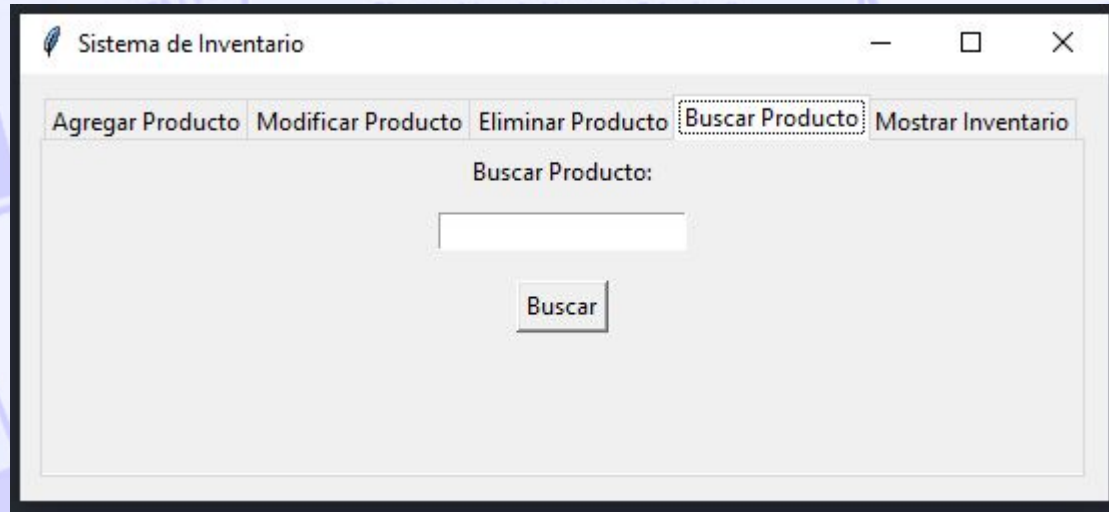 Sistema de Inventario
Agregar Producto Modificar Producto Eliminar Producto Buscar Producto Mostrar Inventario
Buscar Producto:
Buscar